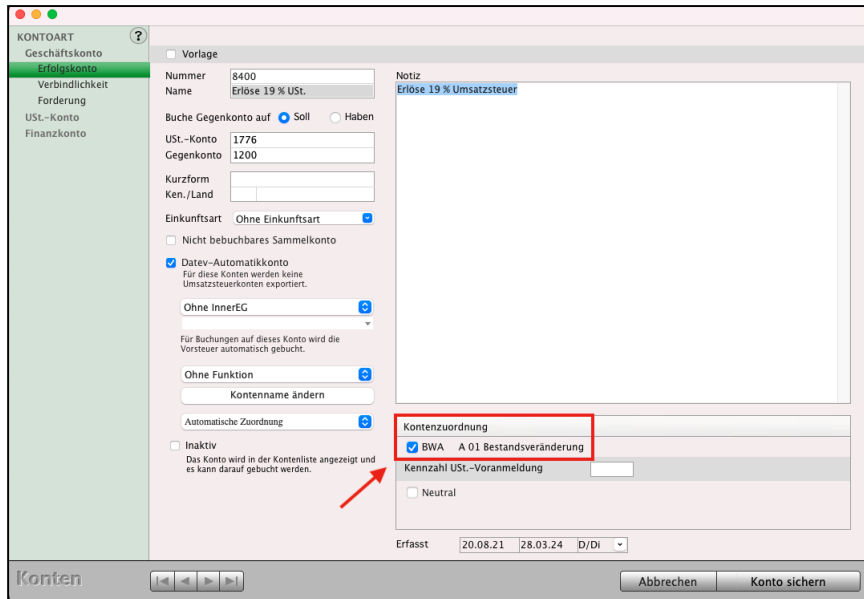 KONTOART
?
Geschäftskonto
Erfolgskonto
Verbindlichkeit
Forderung
USt.-Konto
Finanzkonto
Vorlage
Nummer 8400
Name Erlöse 19 % USt.
Buche Gegenkonto auf Soll Haben
USt.-Konto 1776
Gegenkonto 1200
Kurzform
Ken./Land
Einkunftsart Ohne Einkunftsart
Nicht bebuchbares Sammelkonto
Datev-Automatikkonto
Für diese Konten werden keine
Umsatzsteuerkonten exportiert.
Ohne InnerEG
Für Buchungen auf dieses Konto wird die
Vorsteuer automatisch gebucht.
Ohne Funktion
Kontenname ändern
Automatische Zuordnung
Inaktiv
Das Konto wird in der Kontenliste angezeigt und
es kann darauf gebucht werden.
Notiz
Erlöse 19 % Umsatzsteuer
Kontenzuordnung
BWA A 01 Bestandsveränderung
Kennzahl USt.-Voranmeldung
Neutral
Erfasst 20.08.21 28.03.24 D/Di
Konten
Abbrechen Konto sichern